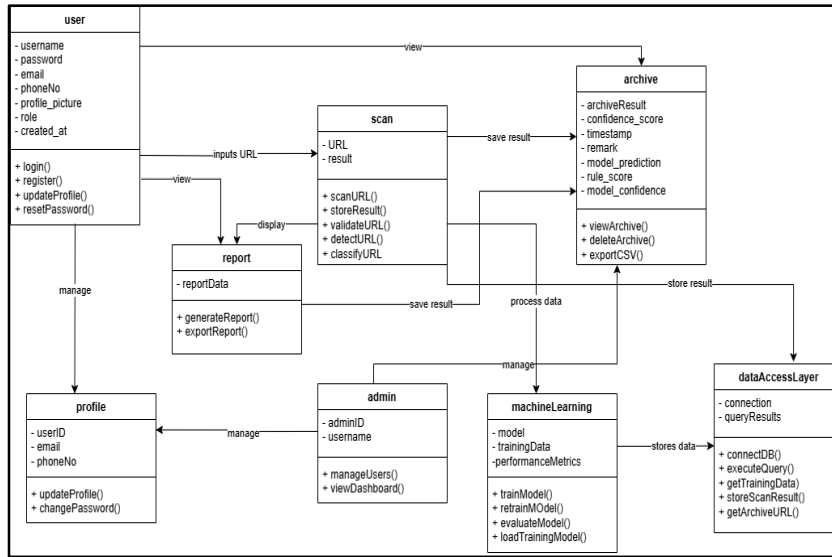 user
- username
- password
- email
- phoneNo
- profile_picture
- role
- created_at
+ login()
+ register()
+ updateProfile()
+ resetPassword()
view
archive
- archiveResult
- confidence_score
- timestamp
- remark
- model_prediction
- rule_score
- model_confidence
+ viewArchive()
+ deleteArchive()
+ exportCSV()
scan
- URL
- result
+ scanURL()
+ storeResult()
+ validateURL()
+ detectURL()
+ classifyURL
inputs URL
save result
view
display
report
- reportData
+ generateReport()
+ exportReport()
save result
store result
process data
manage
manage
profile
- userID
- email
- phoneNo
+ updateProfile()
+ changePassword()
manage
admin
- adminID
- username
+ manageUsers()
+ viewDashboard()
machineLearning
- model
- trainingData
-performanceMetrics
+ trainModel()
+ retrainMOdel()
+ evaluateModel()
+ loadTrainingModel()
stores data
dataAccessLayer
- connection
- queryResults
+ connectDB()
+ executeQuery()
+ getTrainingData)
+ storeScanResult()
+ getArchiveURL()